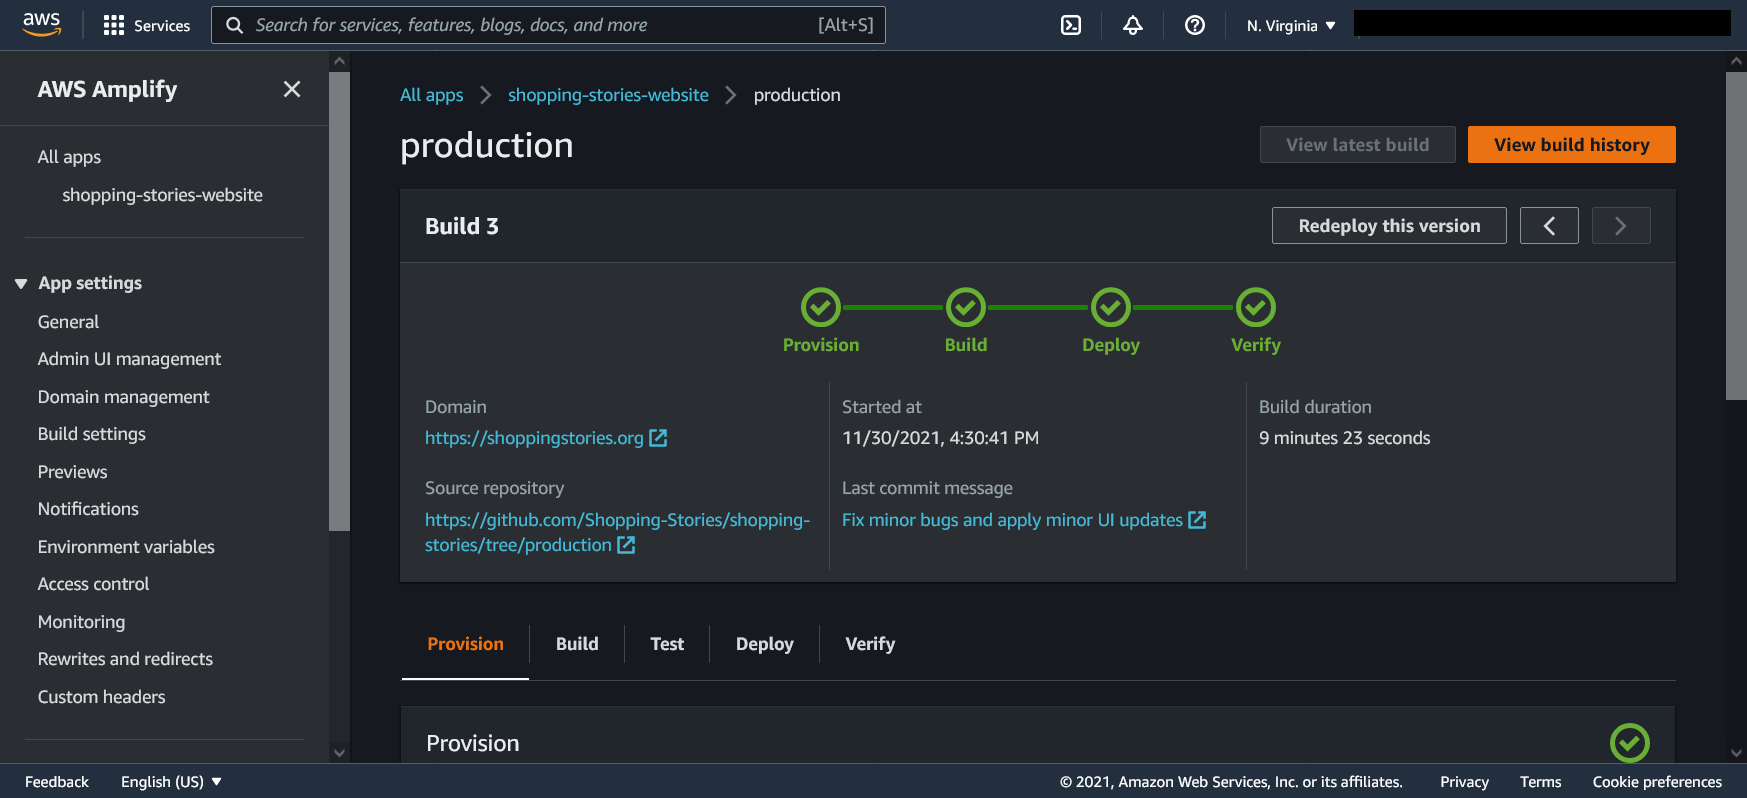 aws
Services
Search for services, features, blogs, docs, and more [Alt+S]
N. Virginia
AWS Amplify
All apps
shopping-stories-website
App settings
General
Admin UI management
Domain management
Build settings
Previews
Notifications
Environment variables
Access control
Monitoring
Rewrites and redirects
Custom headers
All apps shopping-stories-website production
production
View latest build
View build history
Build 3
Redeploy this version
Provision Build Deploy Verify
Domain
https://shoppingstories.org
Source repository
https://github.com/Shopping-Stories/shopping-
stories/tree/production
Started at
11/30/2021, 4:30:41 PM
Last commit message
Fix minor bugs and apply minor UI updates
Build duration
9 minutes 23 seconds
Provision Build Test Deploy Verify
Provision
Feedback English (US) © 2021, Amazon Web Services, Inc. or its affiliates. Privacy Terms Cookie preferences